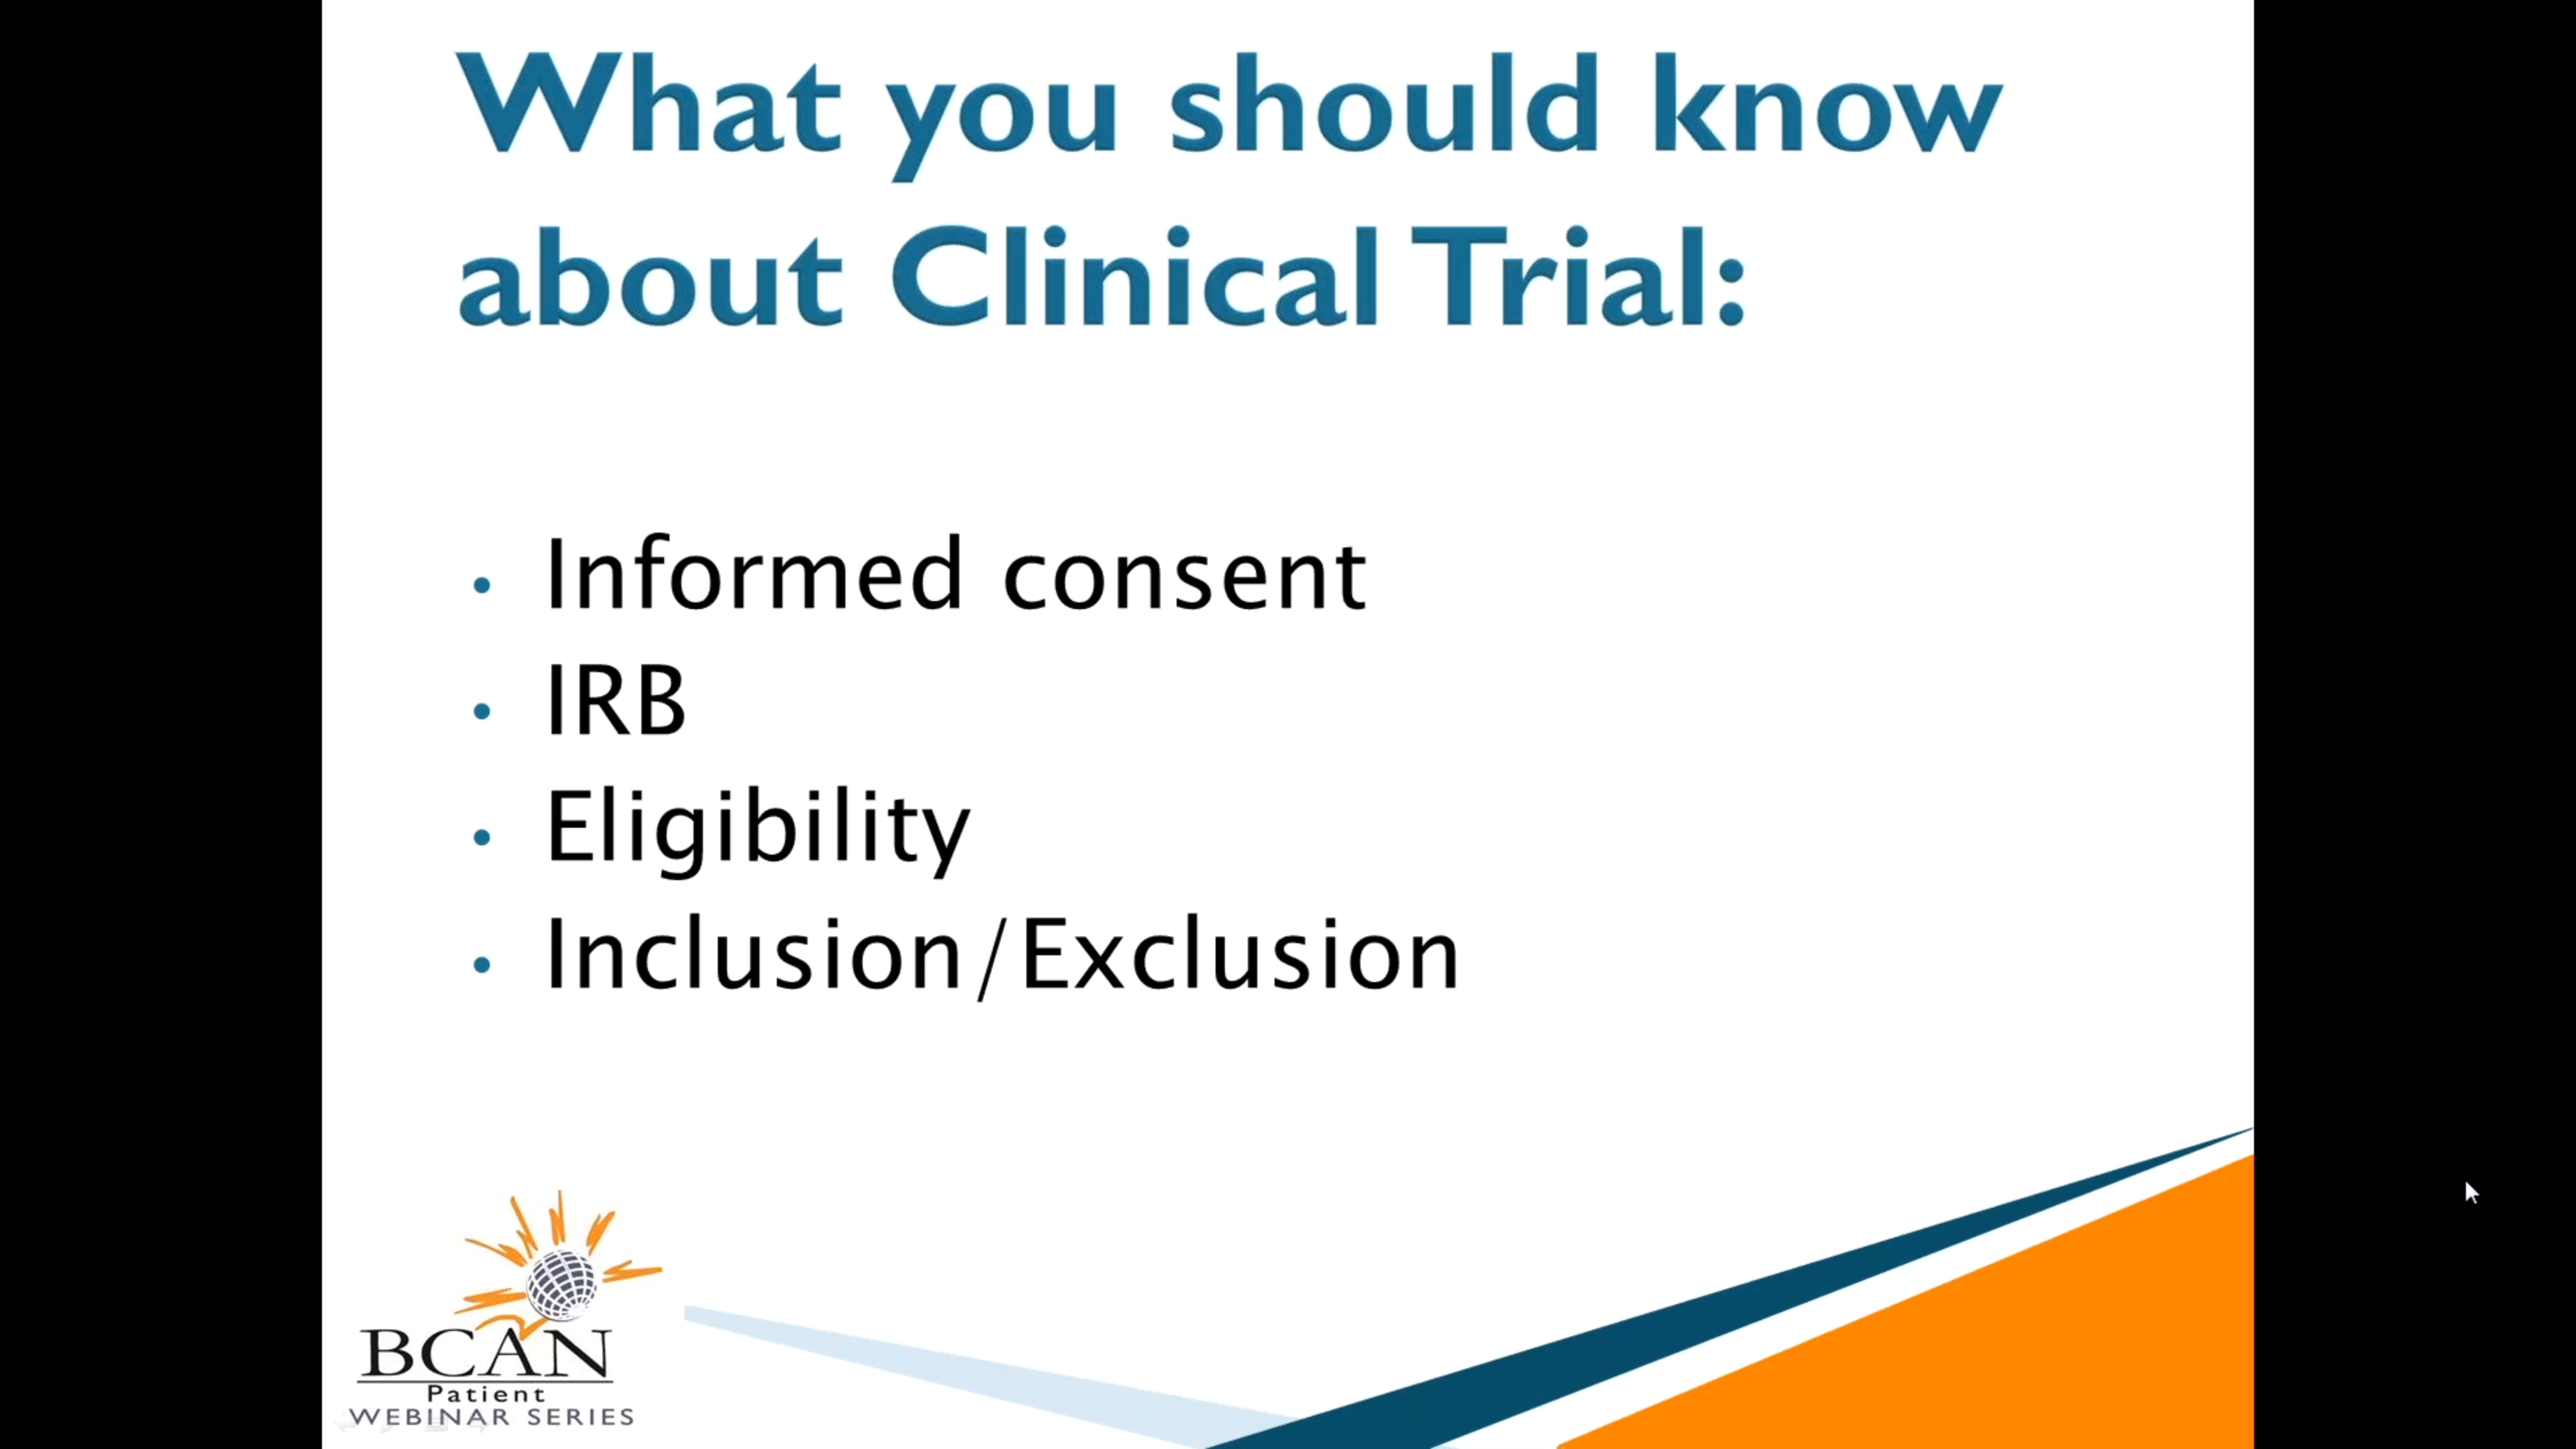 What you should know
about Clinical Trial:
• Informed consent
• IRB
• Eligibility
• Inclusion/Exclusion
BCAN
Patient
WEBINAR SERIES